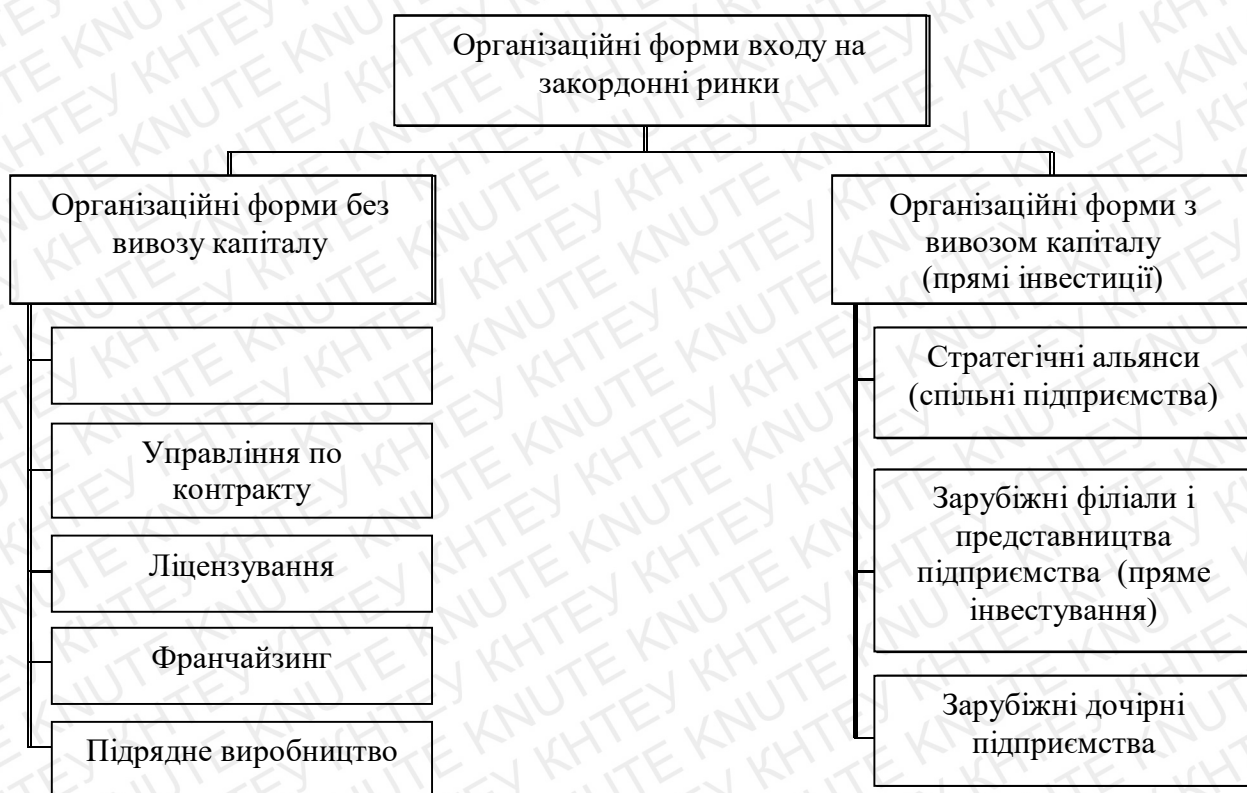 Організаційні форми входу на
закордонні ринки
Організаційні форми без
вивозу капіталу
Управління по
контракту
Ліцензування
Франчайзинг
Підрядне виробництво
Організаційні форми з
вивозом капіталу
(прямі інвестиції)
Стратегічні альянси
(спільні підприємства)
Зарубіжні філіали і
представництва
підприємства (пряме
інвестування)
Зарубіжні дочірні
підприємства